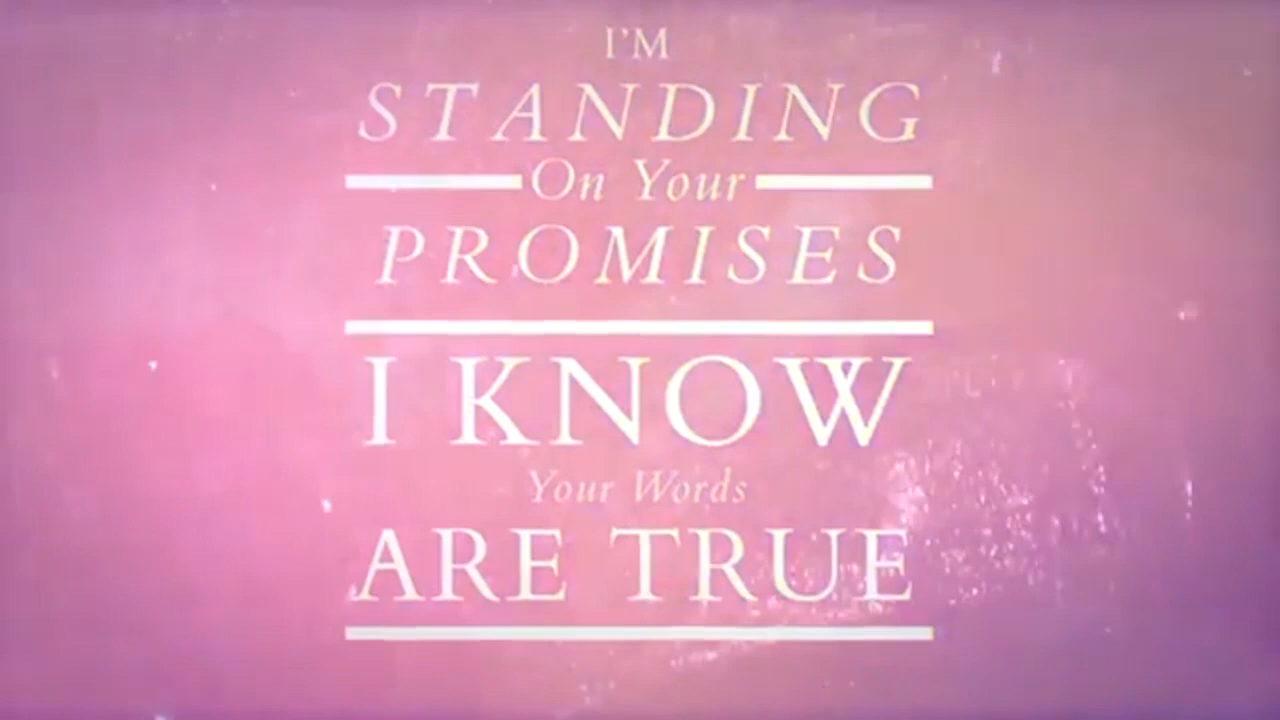 I'M
STANDING
On Your
PROMISES
I KNOW
Your Words
ARE TRUE